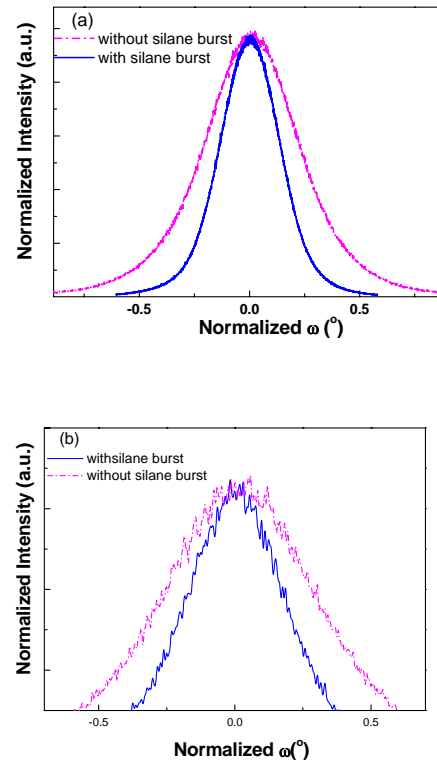 (a)
without silane burst
with silane burst
Normalized Intensity (a.u.)
-0.5 0.0 0.5
Normalized ω (°)
(b)
withsilane burst
without silane burst
Normalized Intensity (a.u.)
-0.5 0.0 0.5
Normalized ω(°)